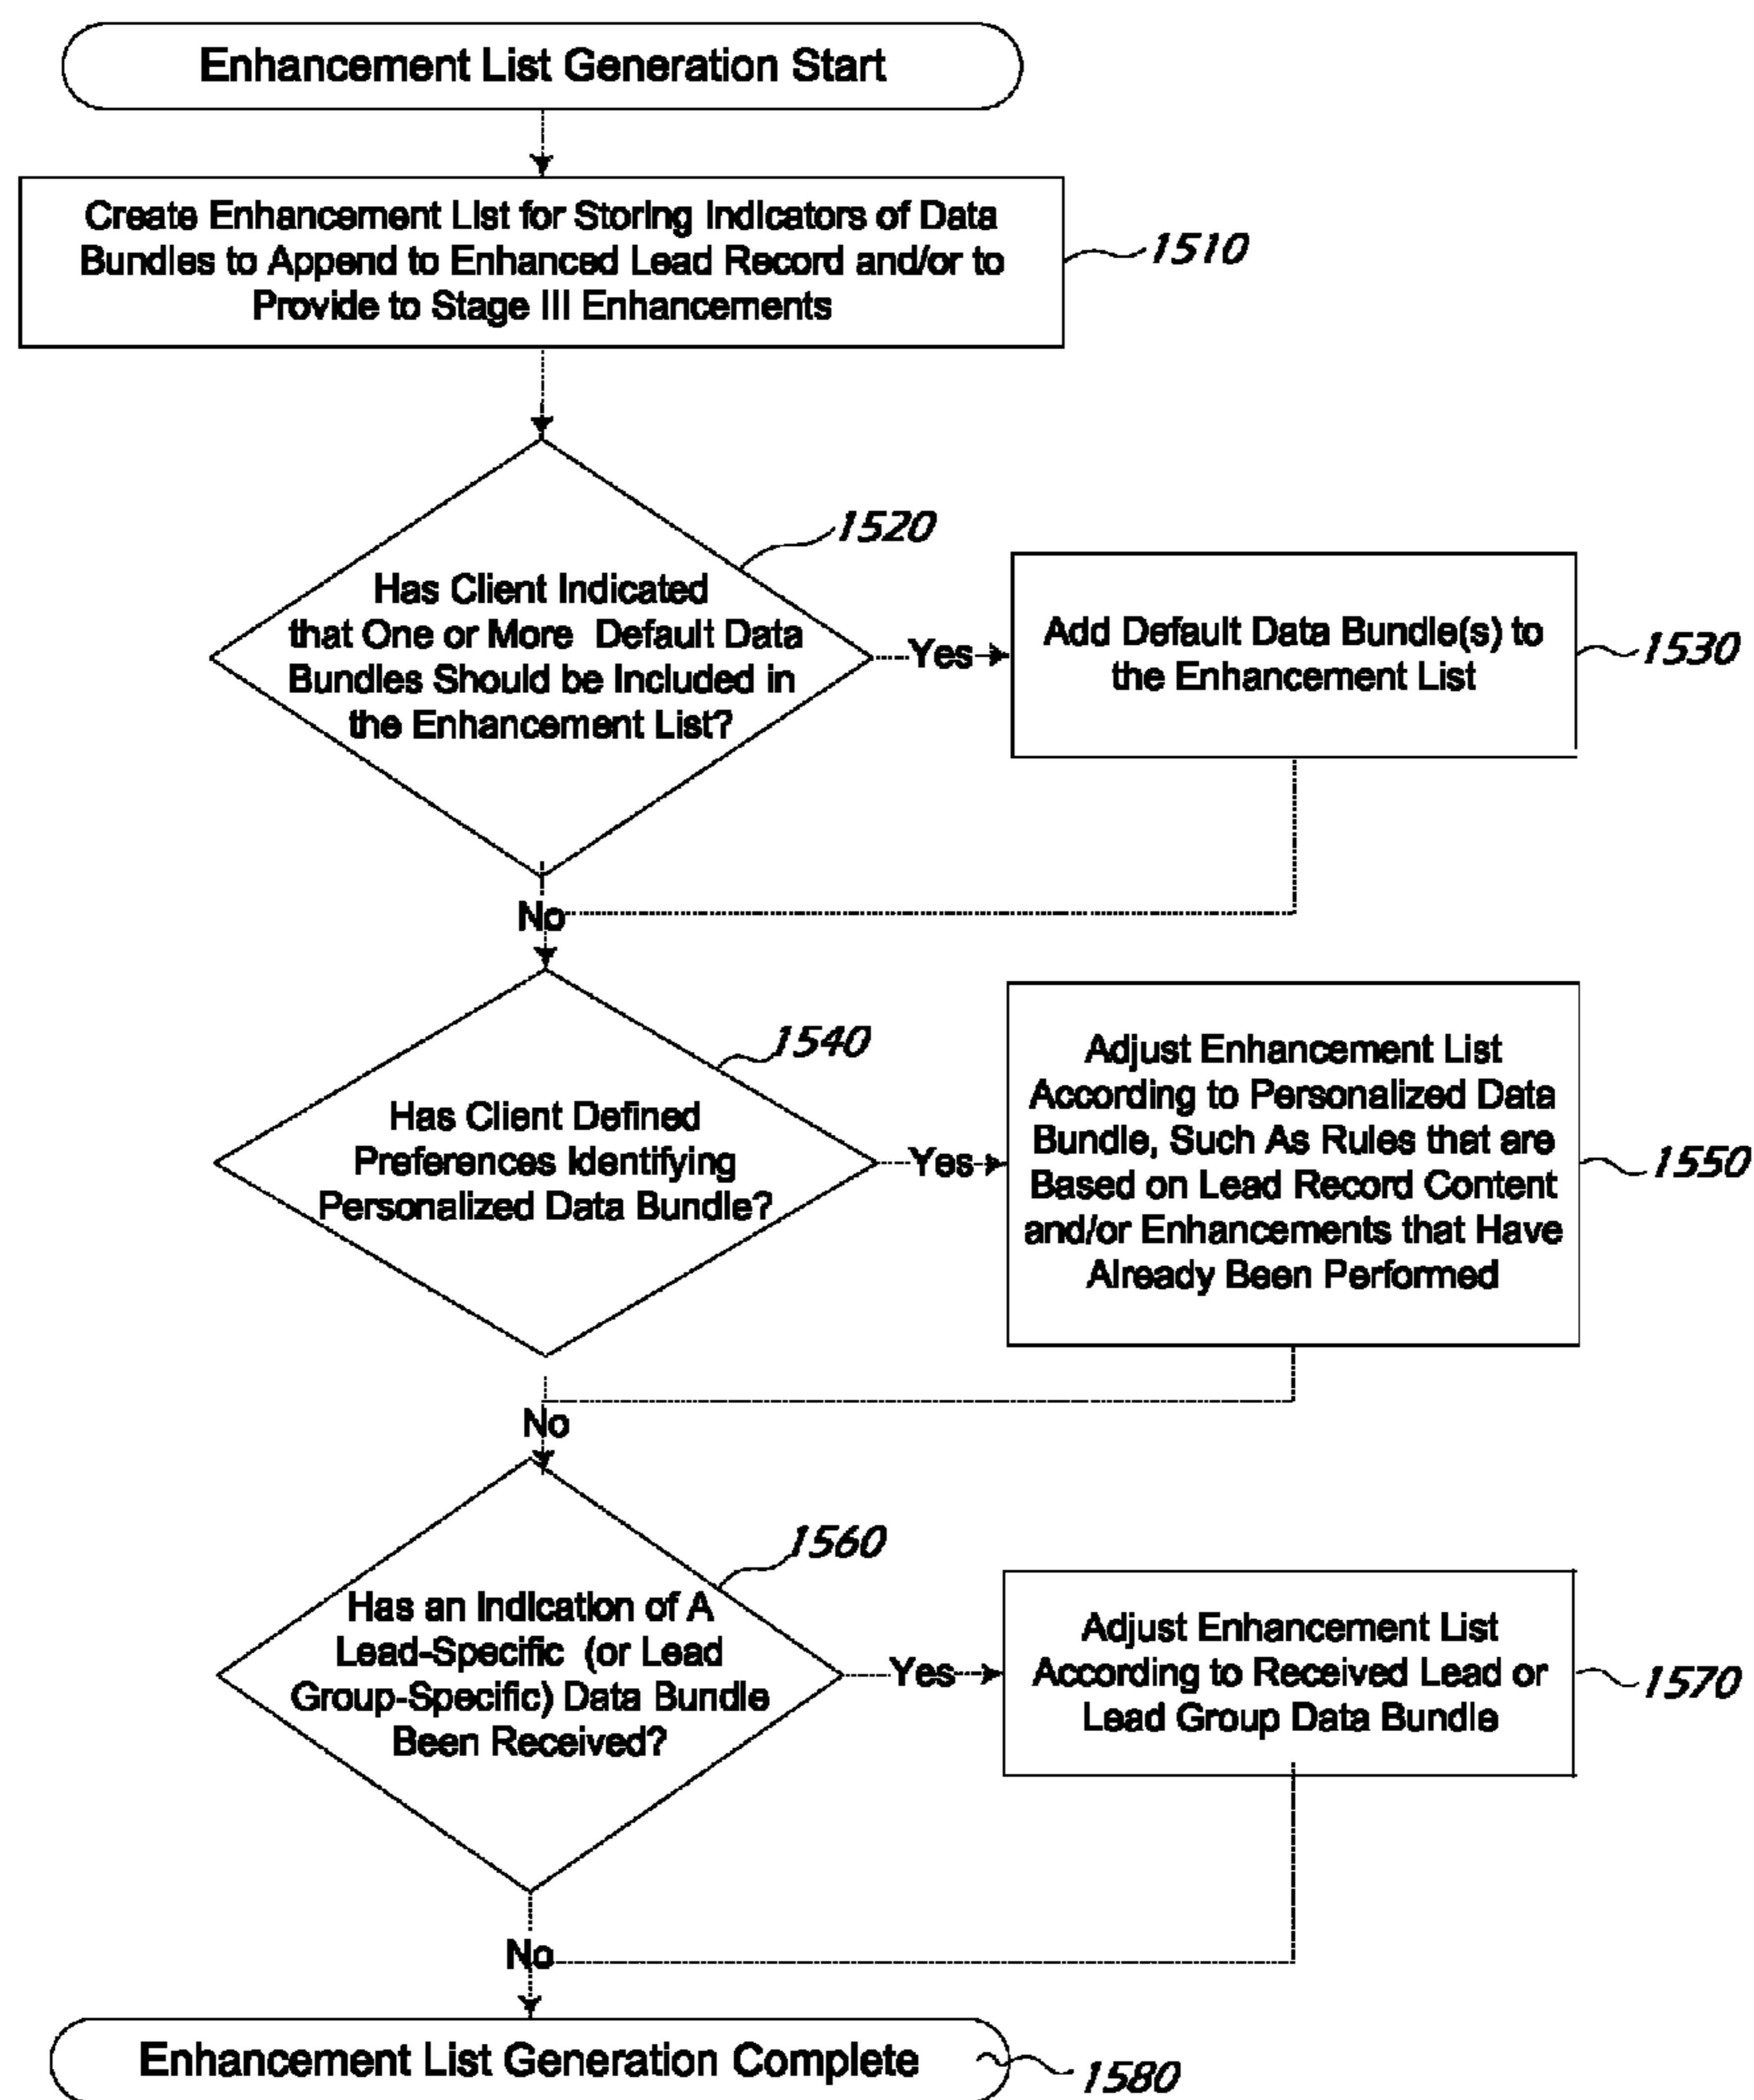 Enhancement List Generation Start
Create Enhancement List for Storing Indicators of Data
Bundles to Append to Enhanced Lead Record and/or to
Provide to Stage III Enhancements
1510
1520
Has Client Indicated
that One or More Default Data
Bundles Should be Included in
the Enhancement List?
Yes
Add Default Data Bundle(s) to
the Enhancement List
1530
No
1540
Has Client Defined
Preferences Identifying
Personalized Data Bundle?
Yes
Adjust Enhancement List
According to Personalized Data
Bundle, Such As Rules that are
Based on Lead Record Content
and/or Enhancements that Have
Already Been Performed
1550
No
1560
Has an Indication of A
Lead-Specific (or Lead
Group-Specific) Data Bundle
Been Received?
Yes
Adjust Enhancement List
According to Received Lead or
Lead Group Data Bundle
1570
No
Enhancement List Generation Complete
1580